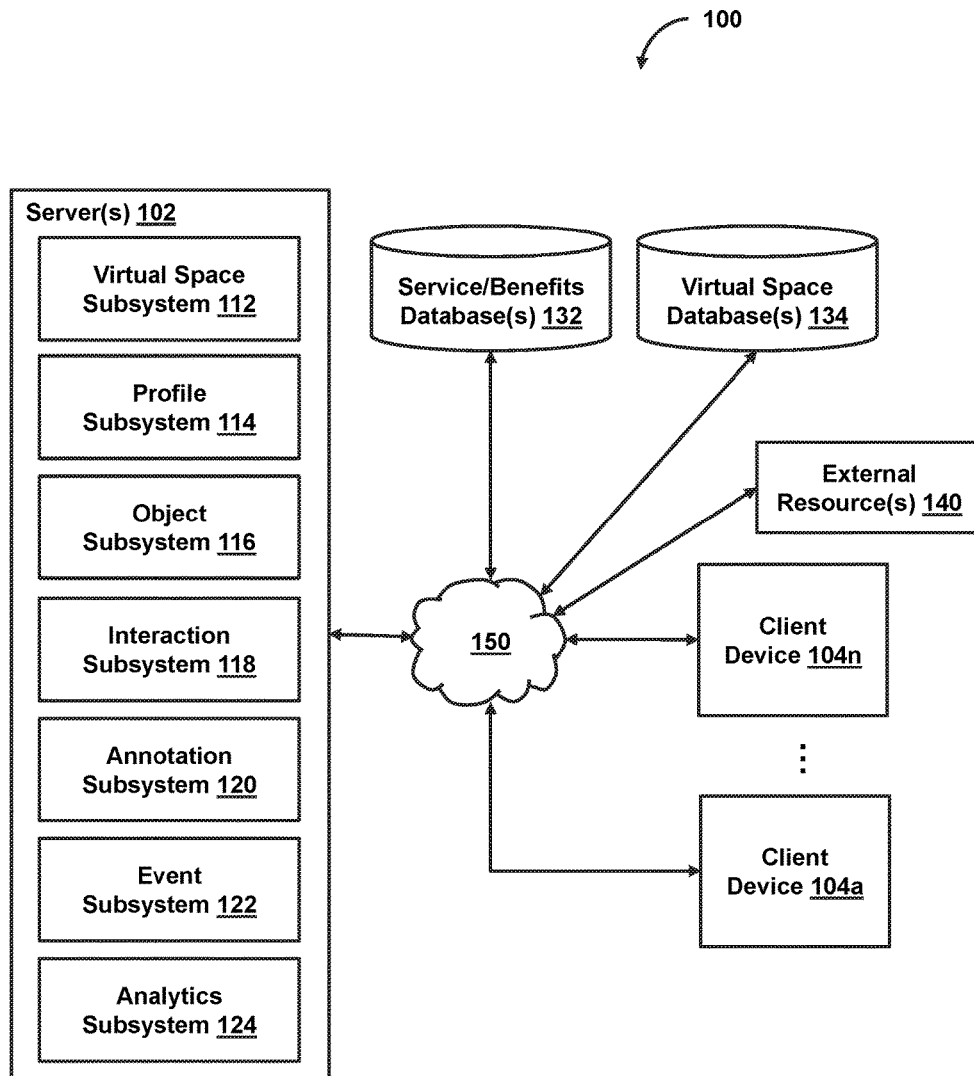 100
Server(s) 102
Virtual Space
Subsystem 112
Profile
Subsystem 114
Object
Subsystem 116
Interaction
Subsystem 118
Annotation
Subsystem 120
Event
Subsystem 122
Analytics
Subsystem 124
Service/Benefits
Database(s) 132
Virtual Space
Database(s) 134
External
Resource(s) 140
150
Client
Device 104n
Client
Device 104a